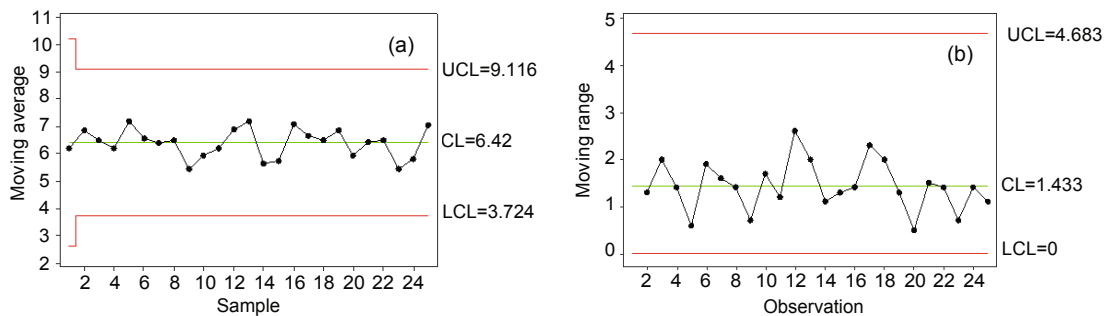 Moving average
11
10
9
8
7
6
5
4
3
2
(a)
UCL=9.116
CL=6.42
LCL=3.724
2 4 6 8 10 12 14 16 18 20 22 24
Sample
Moving range
5
4
3
2
1
0
(b)
UCL=4.683
CL=1.433
LCL=0
2 4 6 8 10 12 14 16 18 20 22 24
Observation